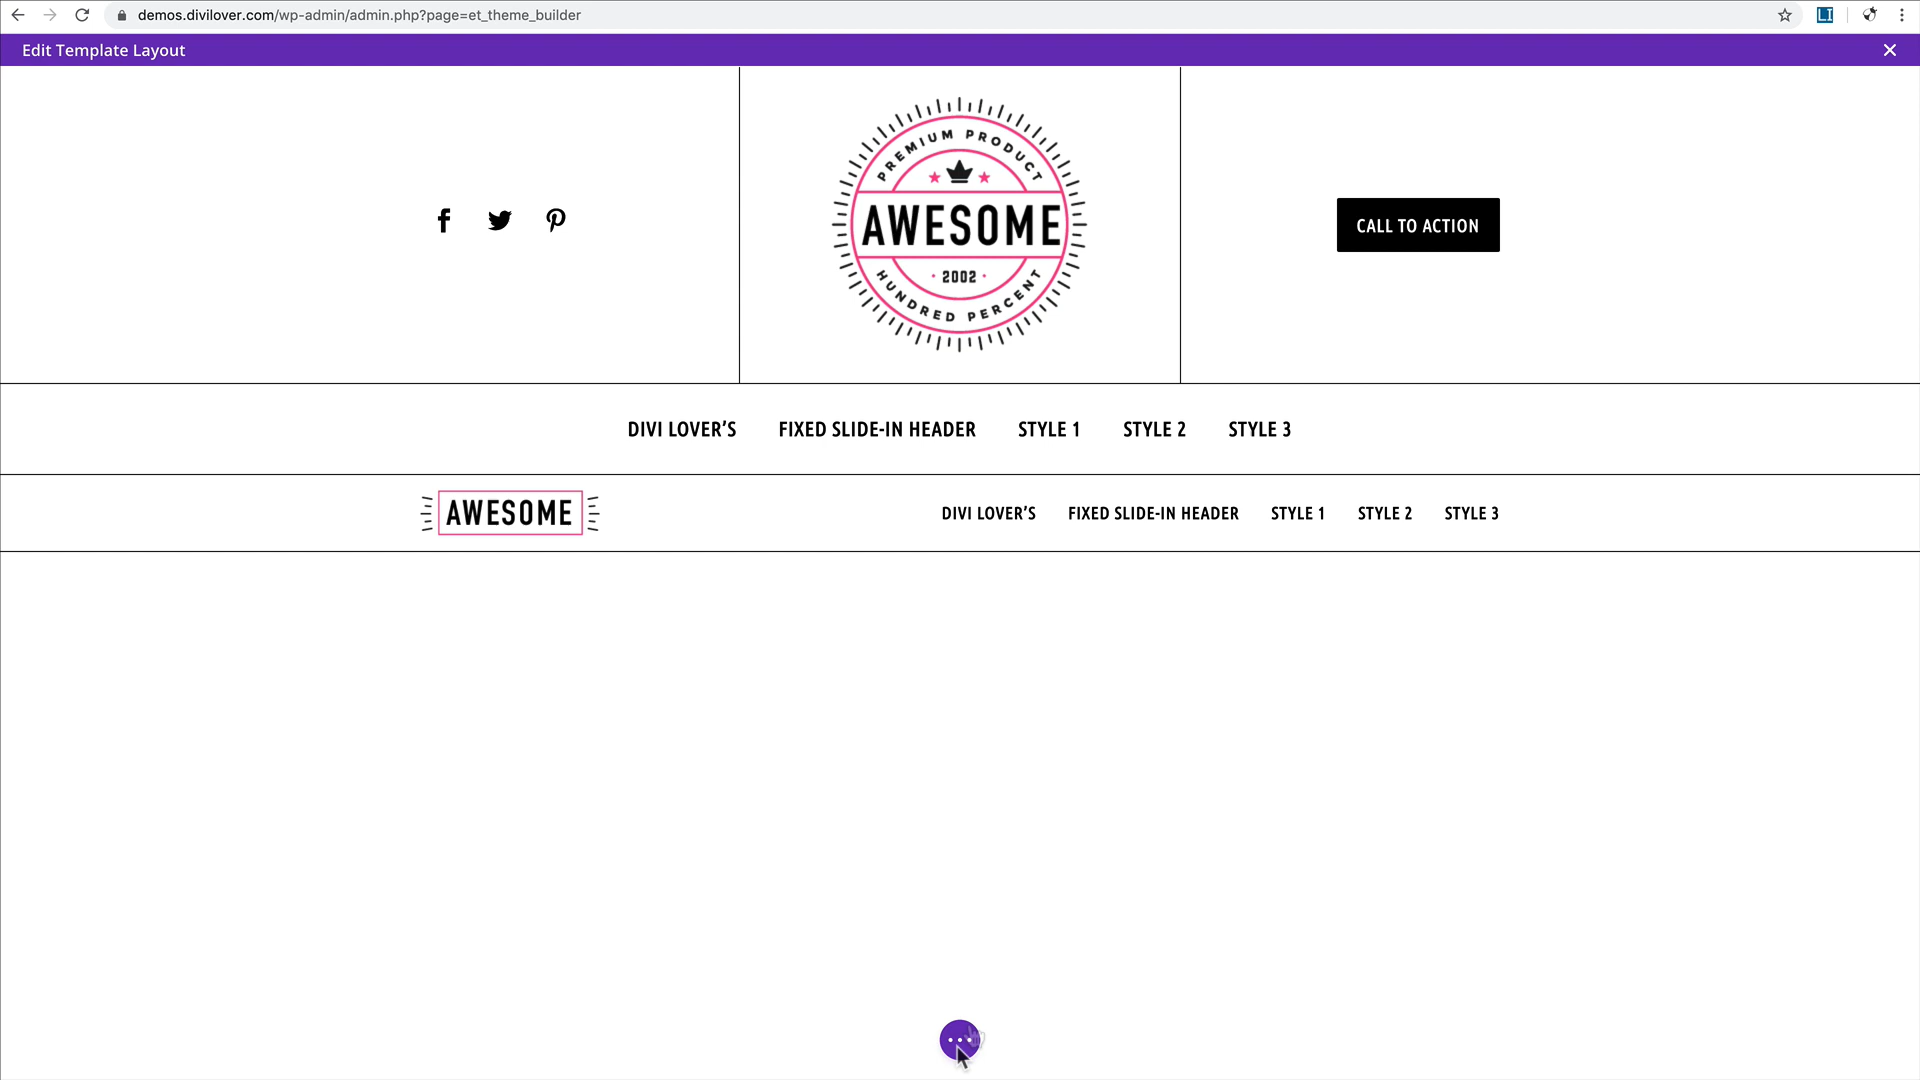 demos.divilover.com/wp-admin/admin.php?page=et_theme_builder
LI
Edit Template Layout
PREMIUM PRODUCT
AWESOME
· 2002 ·
HUNDRED PERCENT
CALL TO ACTION
DIVI LOVER'S FIXED SLIDE-IN HEADER STYLE 1 STYLE 2 STYLE 3
AWESOME DIVI LOVER'S FIXED SLIDE-IN HEADER STYLE 1 STYLE 2 STYLE 3